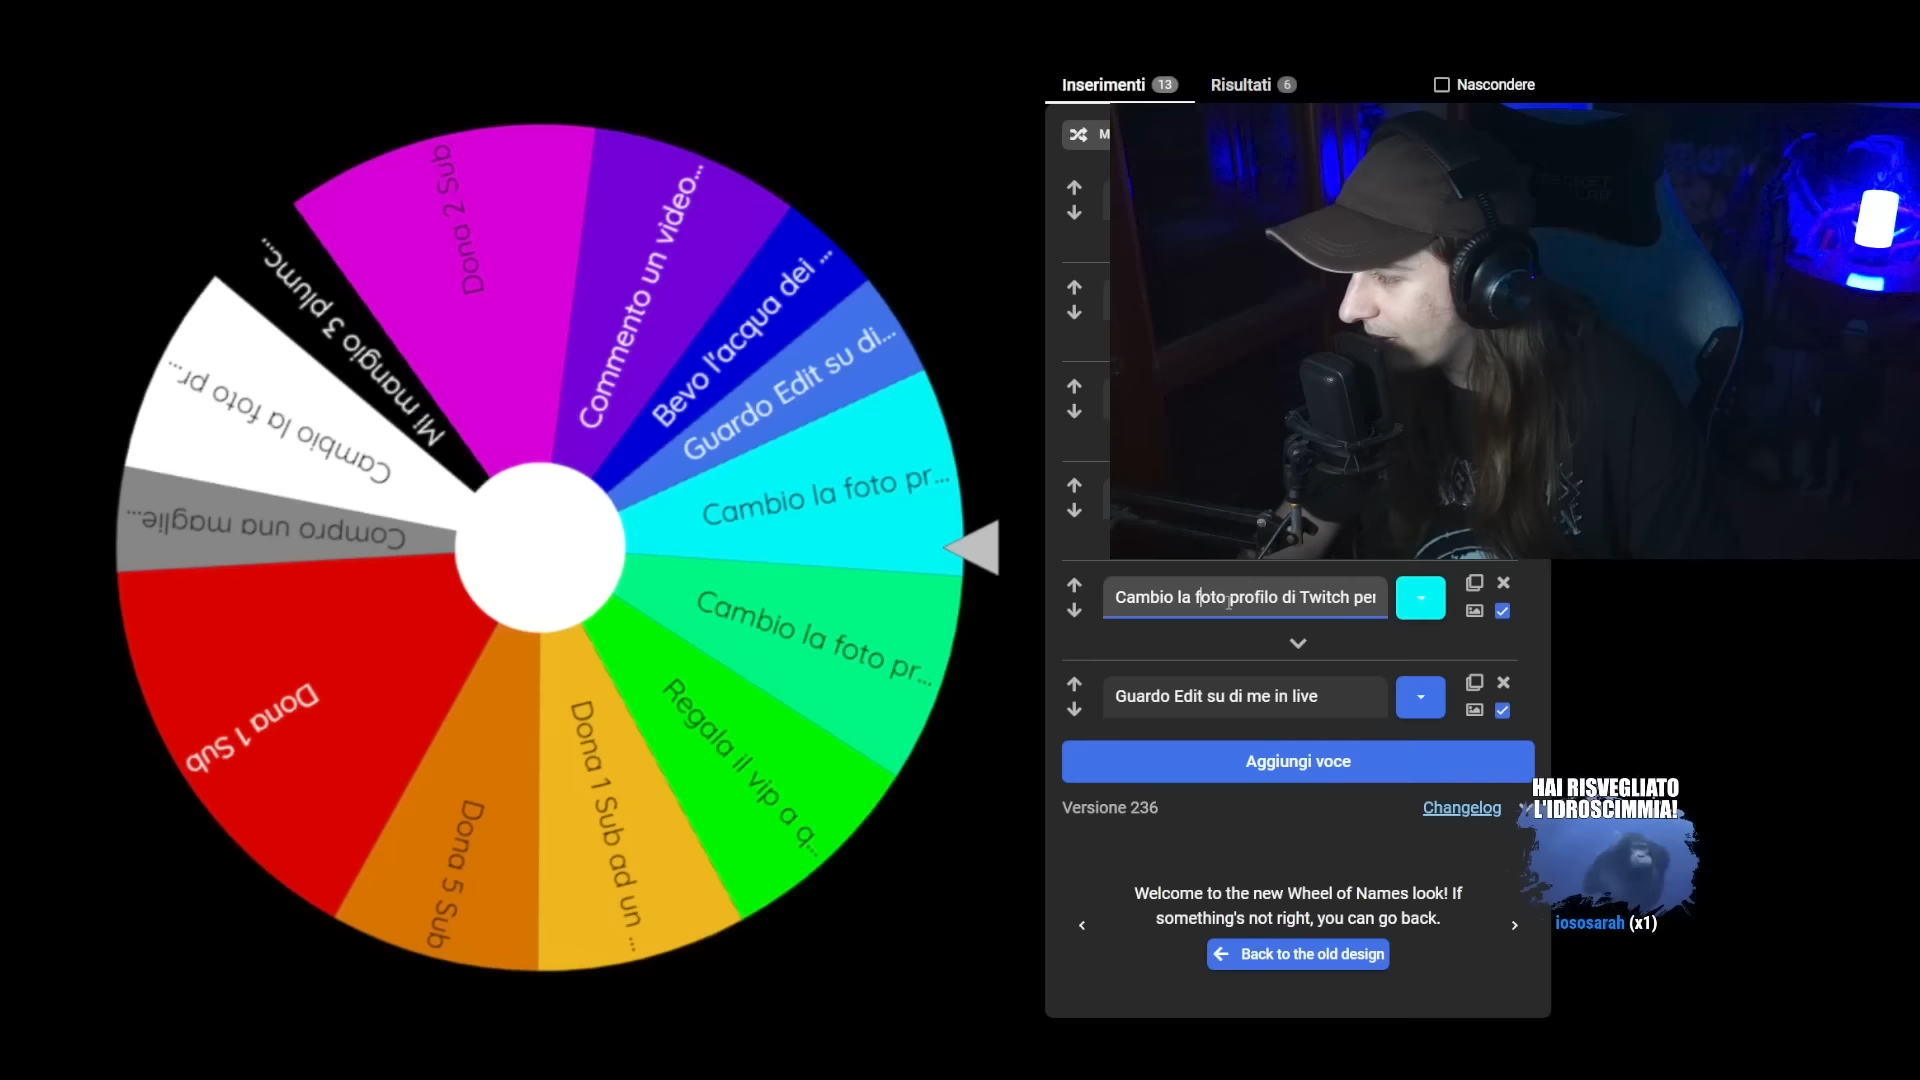 Inserimenti 13
Risultati 6
Nascondere
M
Dona 2 Sub
Commento un video...
Bevo l'acqua dei ...
Guardo Edit su di...
Cambio la foto pr...
Cambio la foto pr...
Regala il vip a q...
Dona 1 Sub ad un ...
Dona 5 Sub
Dona 1 Sub
Compro una maglie...
Cambio la foto pr...
Mi mangio 3 plumc...
Cambio la foto profilo di Twitch per
Guardo Edit su di me in live
Aggiungi voce
Versione 236
Changelog
HAI RISVEGLIATO
L'IDROSCIMMIA!
iososarah (x1)
Welcome to the new Wheel of Names look! If
something's not right, you can go back.
Back to the old design